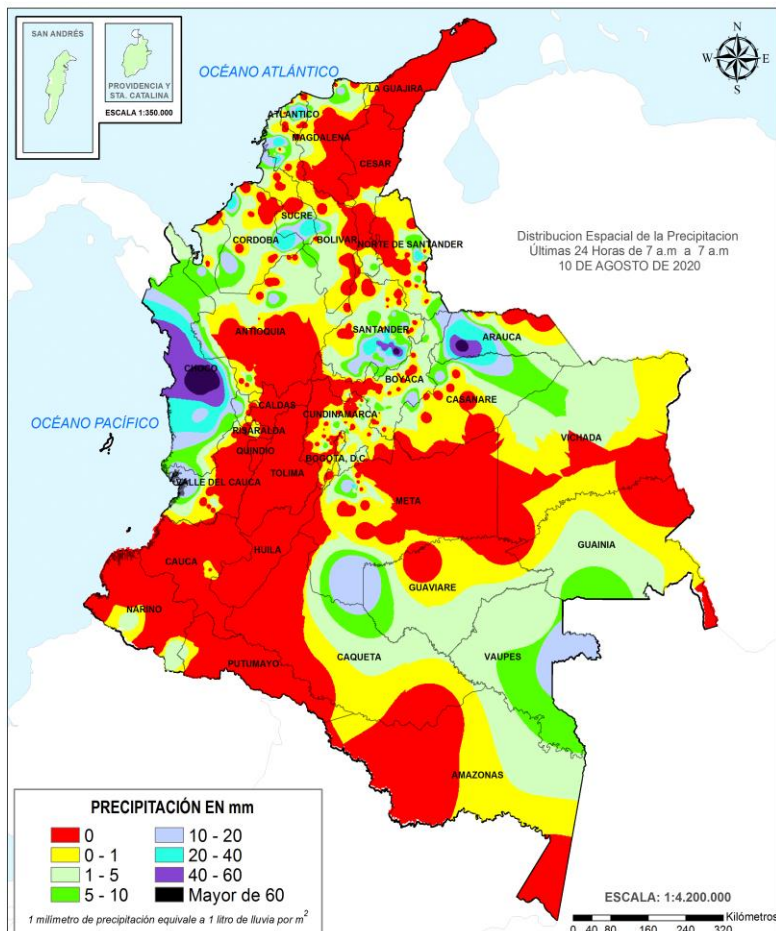 SAN ANDRÉS
PROVIDENCIA Y
STA. CATALINA
ESCALA 1:350.000
OCÉANO ATLÁNTICO
N
W
E
S
LA GUAJIRA
ATLANTICO
MAGDALENA
CESAR
SUCRE
CORDOBA
BOLIVAR
NORTE DE SANTANDER
Distribucion Espacial de la Precipitacion
Últimas 24 Horas de 7 a.m a 7 a.m
10 DE AGOSTO DE 2020
ANTIOQUIA
SANTANDER
ARAUCA
CHOCO
BOYACA
CALDAS
CASANARE
CUNDINAMARCA
OCÉANO PACÍFICO
RISARALDA
VICHADA
QUINDIO
BOGOTA, D.C.
TOLIMA
VALLE DEL CAUCA
META
GUAINIA
CAUCA
HUILA
GUAVIARE
NARIÑO
CAQUETA
VAUPES
PUTUMAYO
AMAZONAS
PRECIPITACIÓN EN mm
0
10 - 20
0 - 1
20 - 40
1 - 5
40 - 60
5 - 10
Mayor de 60
1 milímetro de precipitación equivale a 1 litro de lluvia por m²
ESCALA: 1:4.200.000
Kilómetros
0 40 80 160 240 320